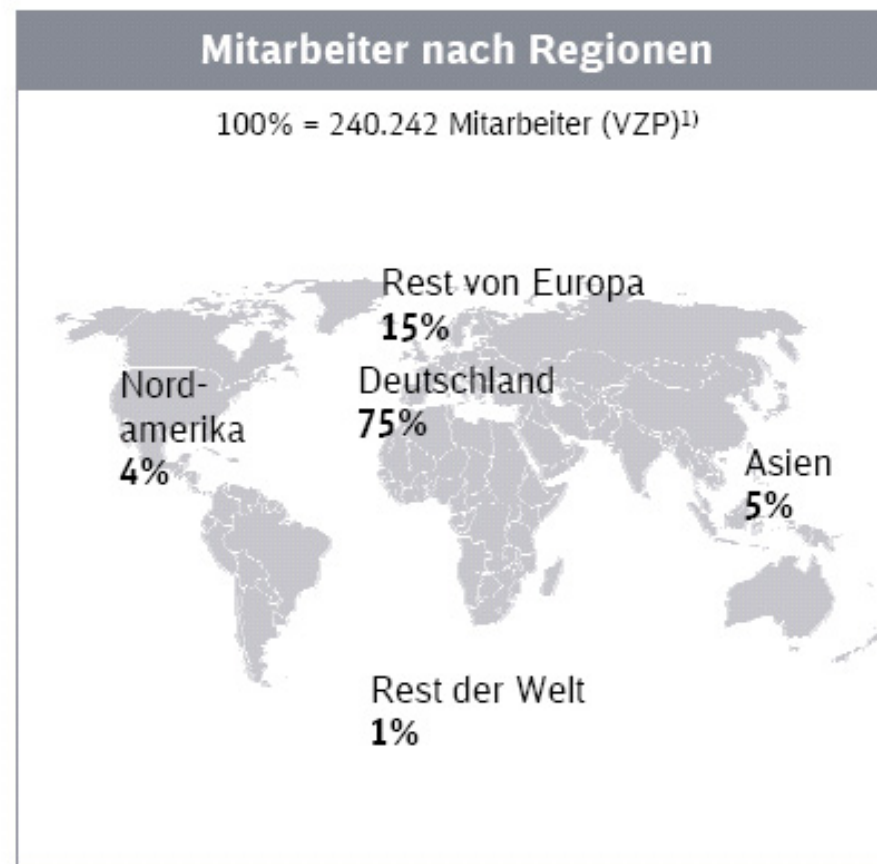 Mitarbeiter nach Regionen
100% = 240.242 Mitarbeiter (VZP)1)
Rest von Europa
15%
Deutschland
75%
Nord-
amerika
4%
Asien
5%
Rest der Welt
1%